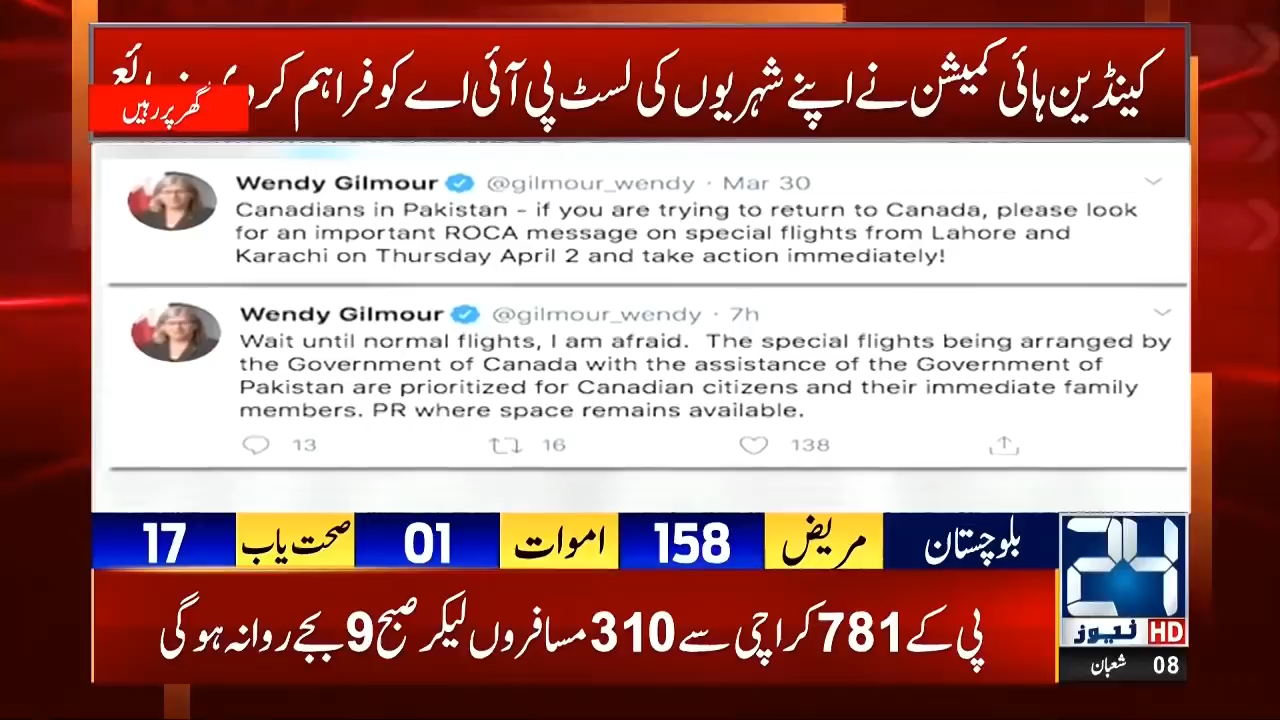 کینڈین ہائی کمیشن نے اپنے شہریوں کی لسٹ پی آئی اے کو فراہم کر
گھر پر رہیں
Wendy Gilmour @gilmour_wendy · Mar 30
Canadians in Pakistan - if you are trying to return to Canada, please look
for an important ROCA message on special flights from Lahore and
Karachi on Thursday April 2 and take action immediately!
Wendy Gilmour @gilmour_wendy · 7h
Wait until normal flights, I am afraid. The special flights being arranged by
the Government of Canada with the assistance of the Government of
Pakistan are prioritized for Canadian citizens and their immediate family
members. PR where space remains available.
13 16 138
بلوچستان مریض 158 اموات 01 صحت یاب 17
پی کے 781 کراچی سے 310 مسافروں لیکر صبح 9 بجے روانہ ہوگی
24
نیوز HD
08 شعبان